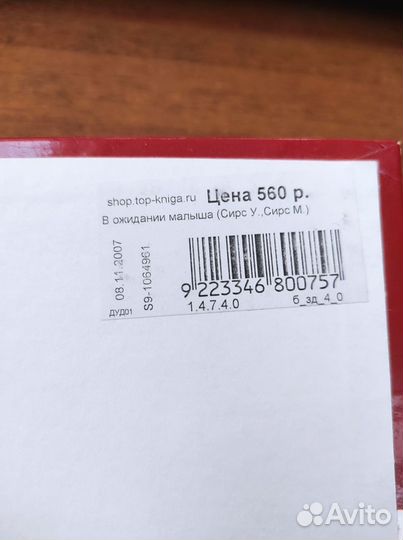 shop.top-kniga.ru Цена 560 р.
В ожидании малыша (Сирс У.,Сирс М.)
08.11.2007
ДУД01
S9-1064961
9 223346 800757
1.4.7.4.0
б_зд_4_0
Avito